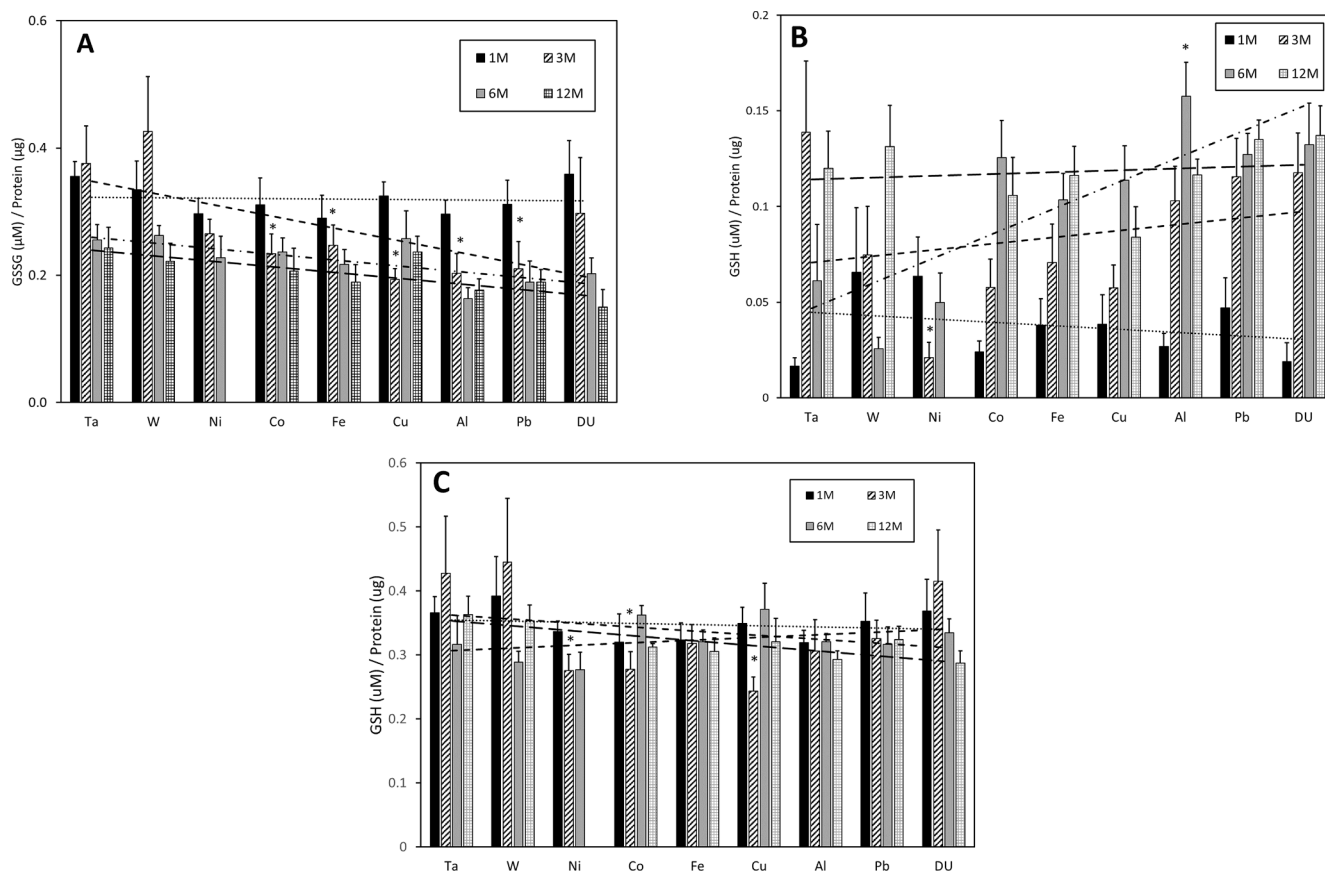 A
GSSG (µM) / Protein (µg)
0.6
0.4
0.2
0.0
1M 3M
6M 12M
*
*
*
*
*
Ta W Ni Co Fe Cu Al Pb DU
B
GSH (uM) / Protein (ug)
0.2
0.15
0.1
0.05
0
1M 3M
6M 12M
*
*
Ta W Ni Co Fe Cu Al Pb DU
C
GSH (uM) / Protein (ug)
0.6
0.5
0.4
0.3
0.2
0.1
0
1M 3M
6M 12M
*
*
*
Ta W Ni Co Fe Cu Al Pb DU